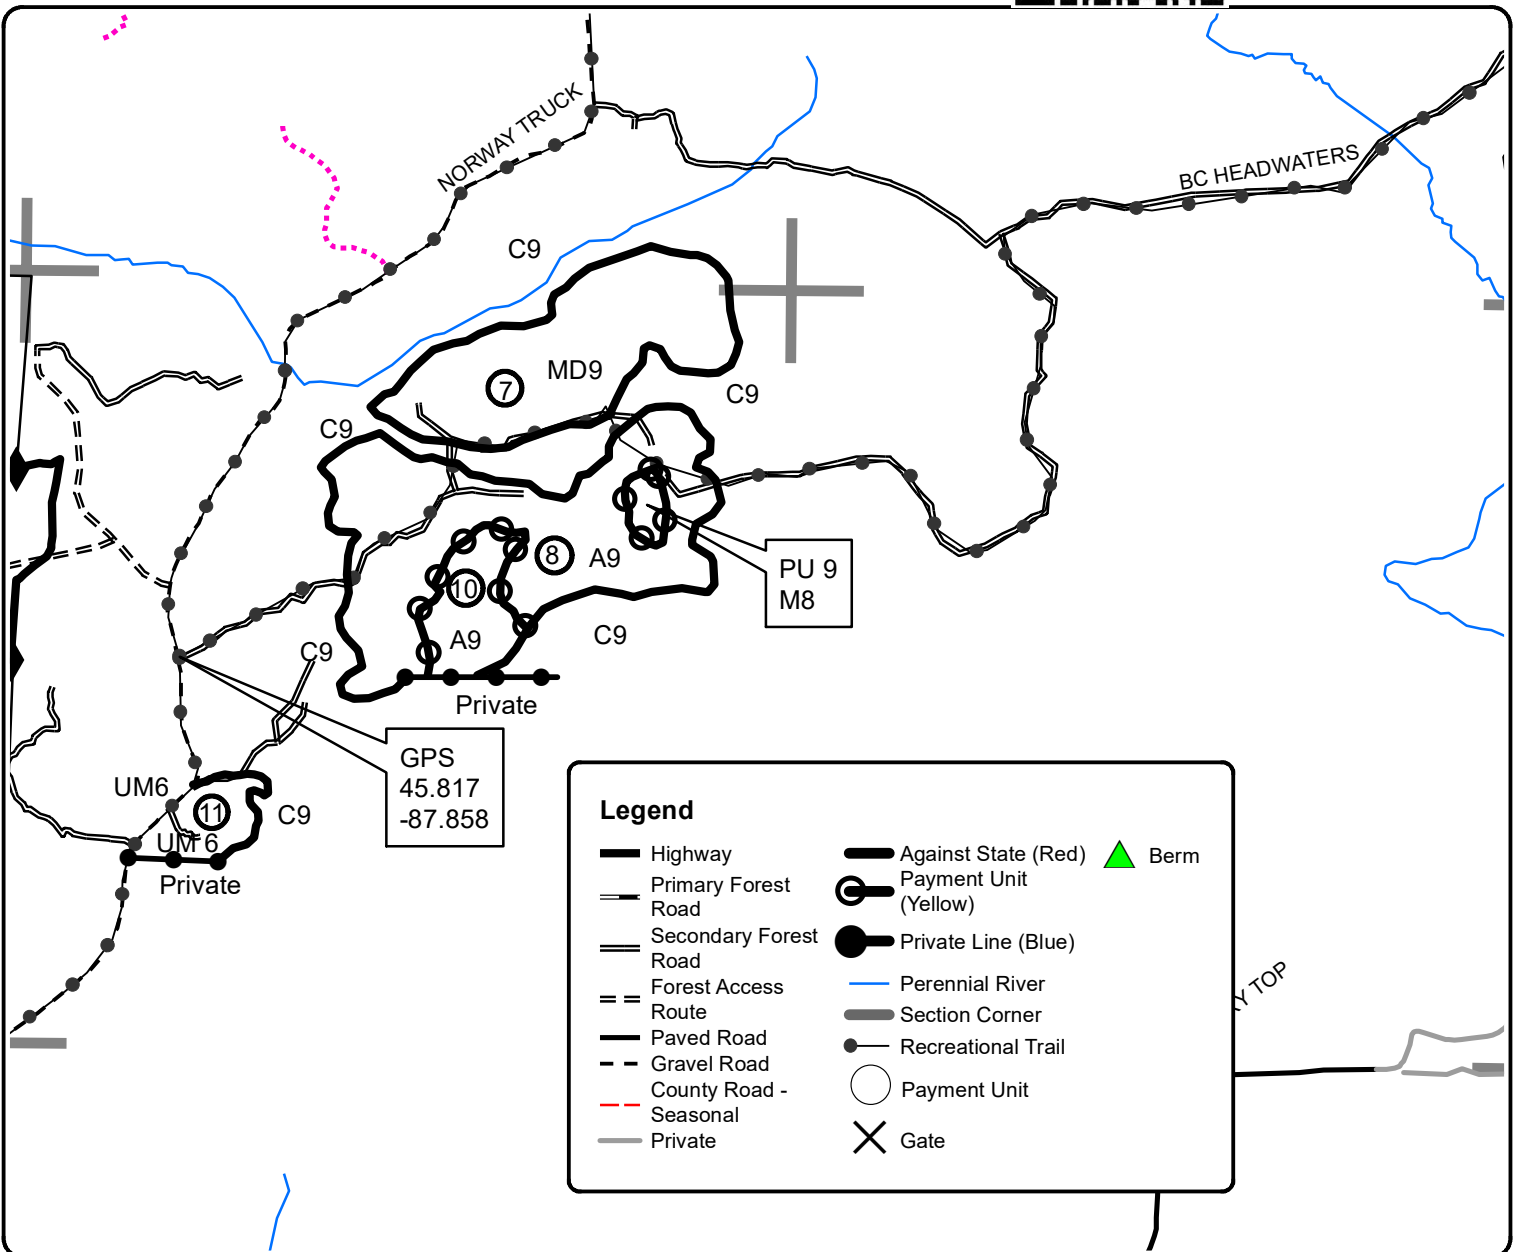 NORWAY TRUCK
BC HEADWATERS
C9
MD9
7
C9
C9
8
A9
PU 9
M8
10
A9
C9
C9
Private
GPS
45.817
-87.858
UM6
11
C9
UM 6
Private
Legend
Highway
Primary Forest
Road
Secondary Forest
Road
Forest Access
Route
Paved Road
Gravel Road
County Road -
Seasonal
Private
Against State (Red)
Payment Unit
(Yellow)
Private Line (Blue)
Perennial River
Section Corner
Recreational Trail
Payment Unit
Gate
Berm
TOP